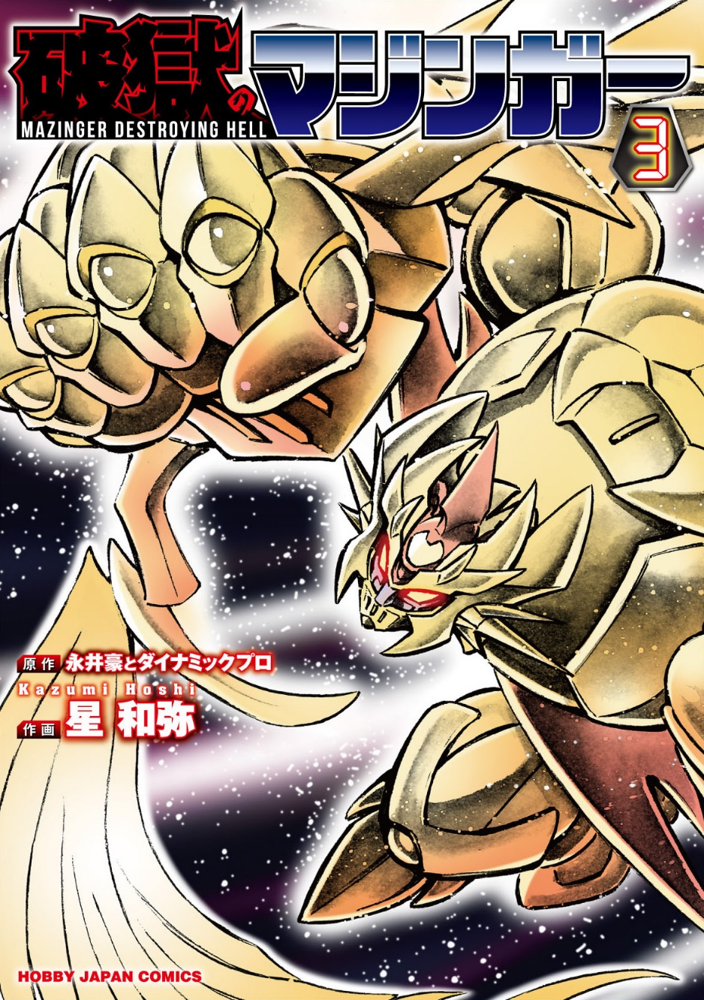 破獄のマジンガー
MAZINGER DESTROYING HELL
3
原作 永井豪とダイナミックプロ
Kazumi Hoshi
作画 星 和弥
HOBBY JAPAN COMICS